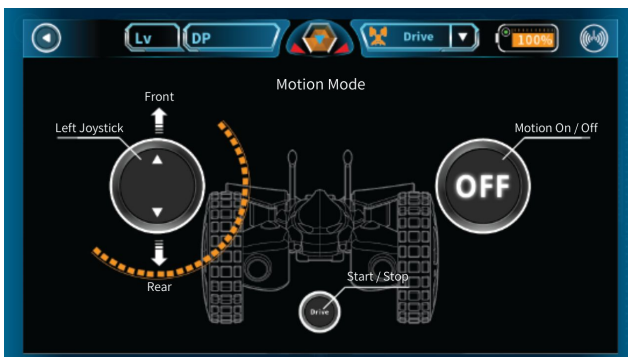 Lv
DP
Drive
100%
Motion Mode
Front
Left Joystick
Motion On / Off
OFF
Rear
Start / Stop
Drive